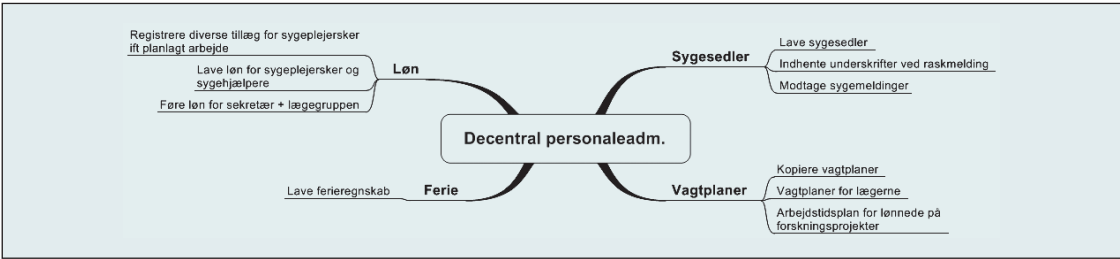 Registrere diverse tillæg for sygeplejersker
ift planlagt arbejde
Lave løn for sygeplejersker og
sygehjælpere
Føre løn for sekretær + lægegruppen
Løn
Sygesedler
Lave sygesedler
Indhente underskrifter ved raskmelding
Modtage sygemeldinger
Decentral personaleadm.
Lave ferieregnskab
Ferie
Vagtplaner
Kopiere vagtplaner
Vagtplaner for lægerne
Arbejdstidsplan for lønnede på
forskningsprojekter